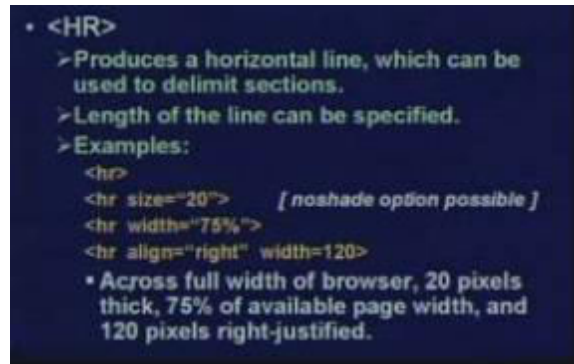 • <HR>
➢Produces a horizontal line, which can be
used to delimit sections.
➢Length of the line can be specified.
➢Examples:
<hr>
<hr size=“20”> [ noshade option possible ]
<hr width=“75%”>
<hr align=“right” width=120>
▪ Across full width of browser, 20 pixels
thick, 75% of available page width, and
120 pixels right-justified.